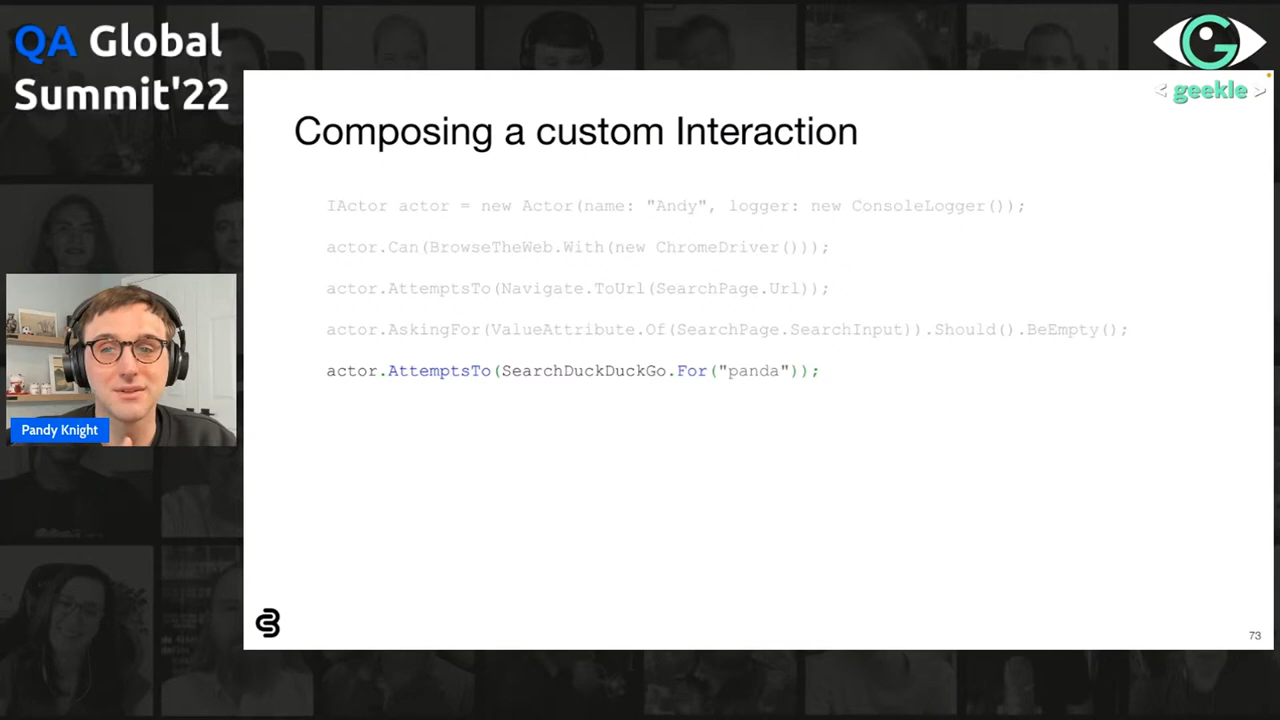 QA Global
Summit'22
G
< geekle >
Composing a custom Interaction
IActor actor = new Actor(name: "Andy", logger: new ConsoleLogger());
actor.Can(BrowseTheWeb.With(new ChromeDriver()));
actor.AttemptsTo(Navigate.ToUrl(SearchPage.Url));
actor.AskingFor(ValueAttribute.Of(SearchPage.SearchInput)).Should().BeEmpty();
actor.AttemptsTo(SearchDuckDuckGo.For("panda"));
Pandy Knight
73